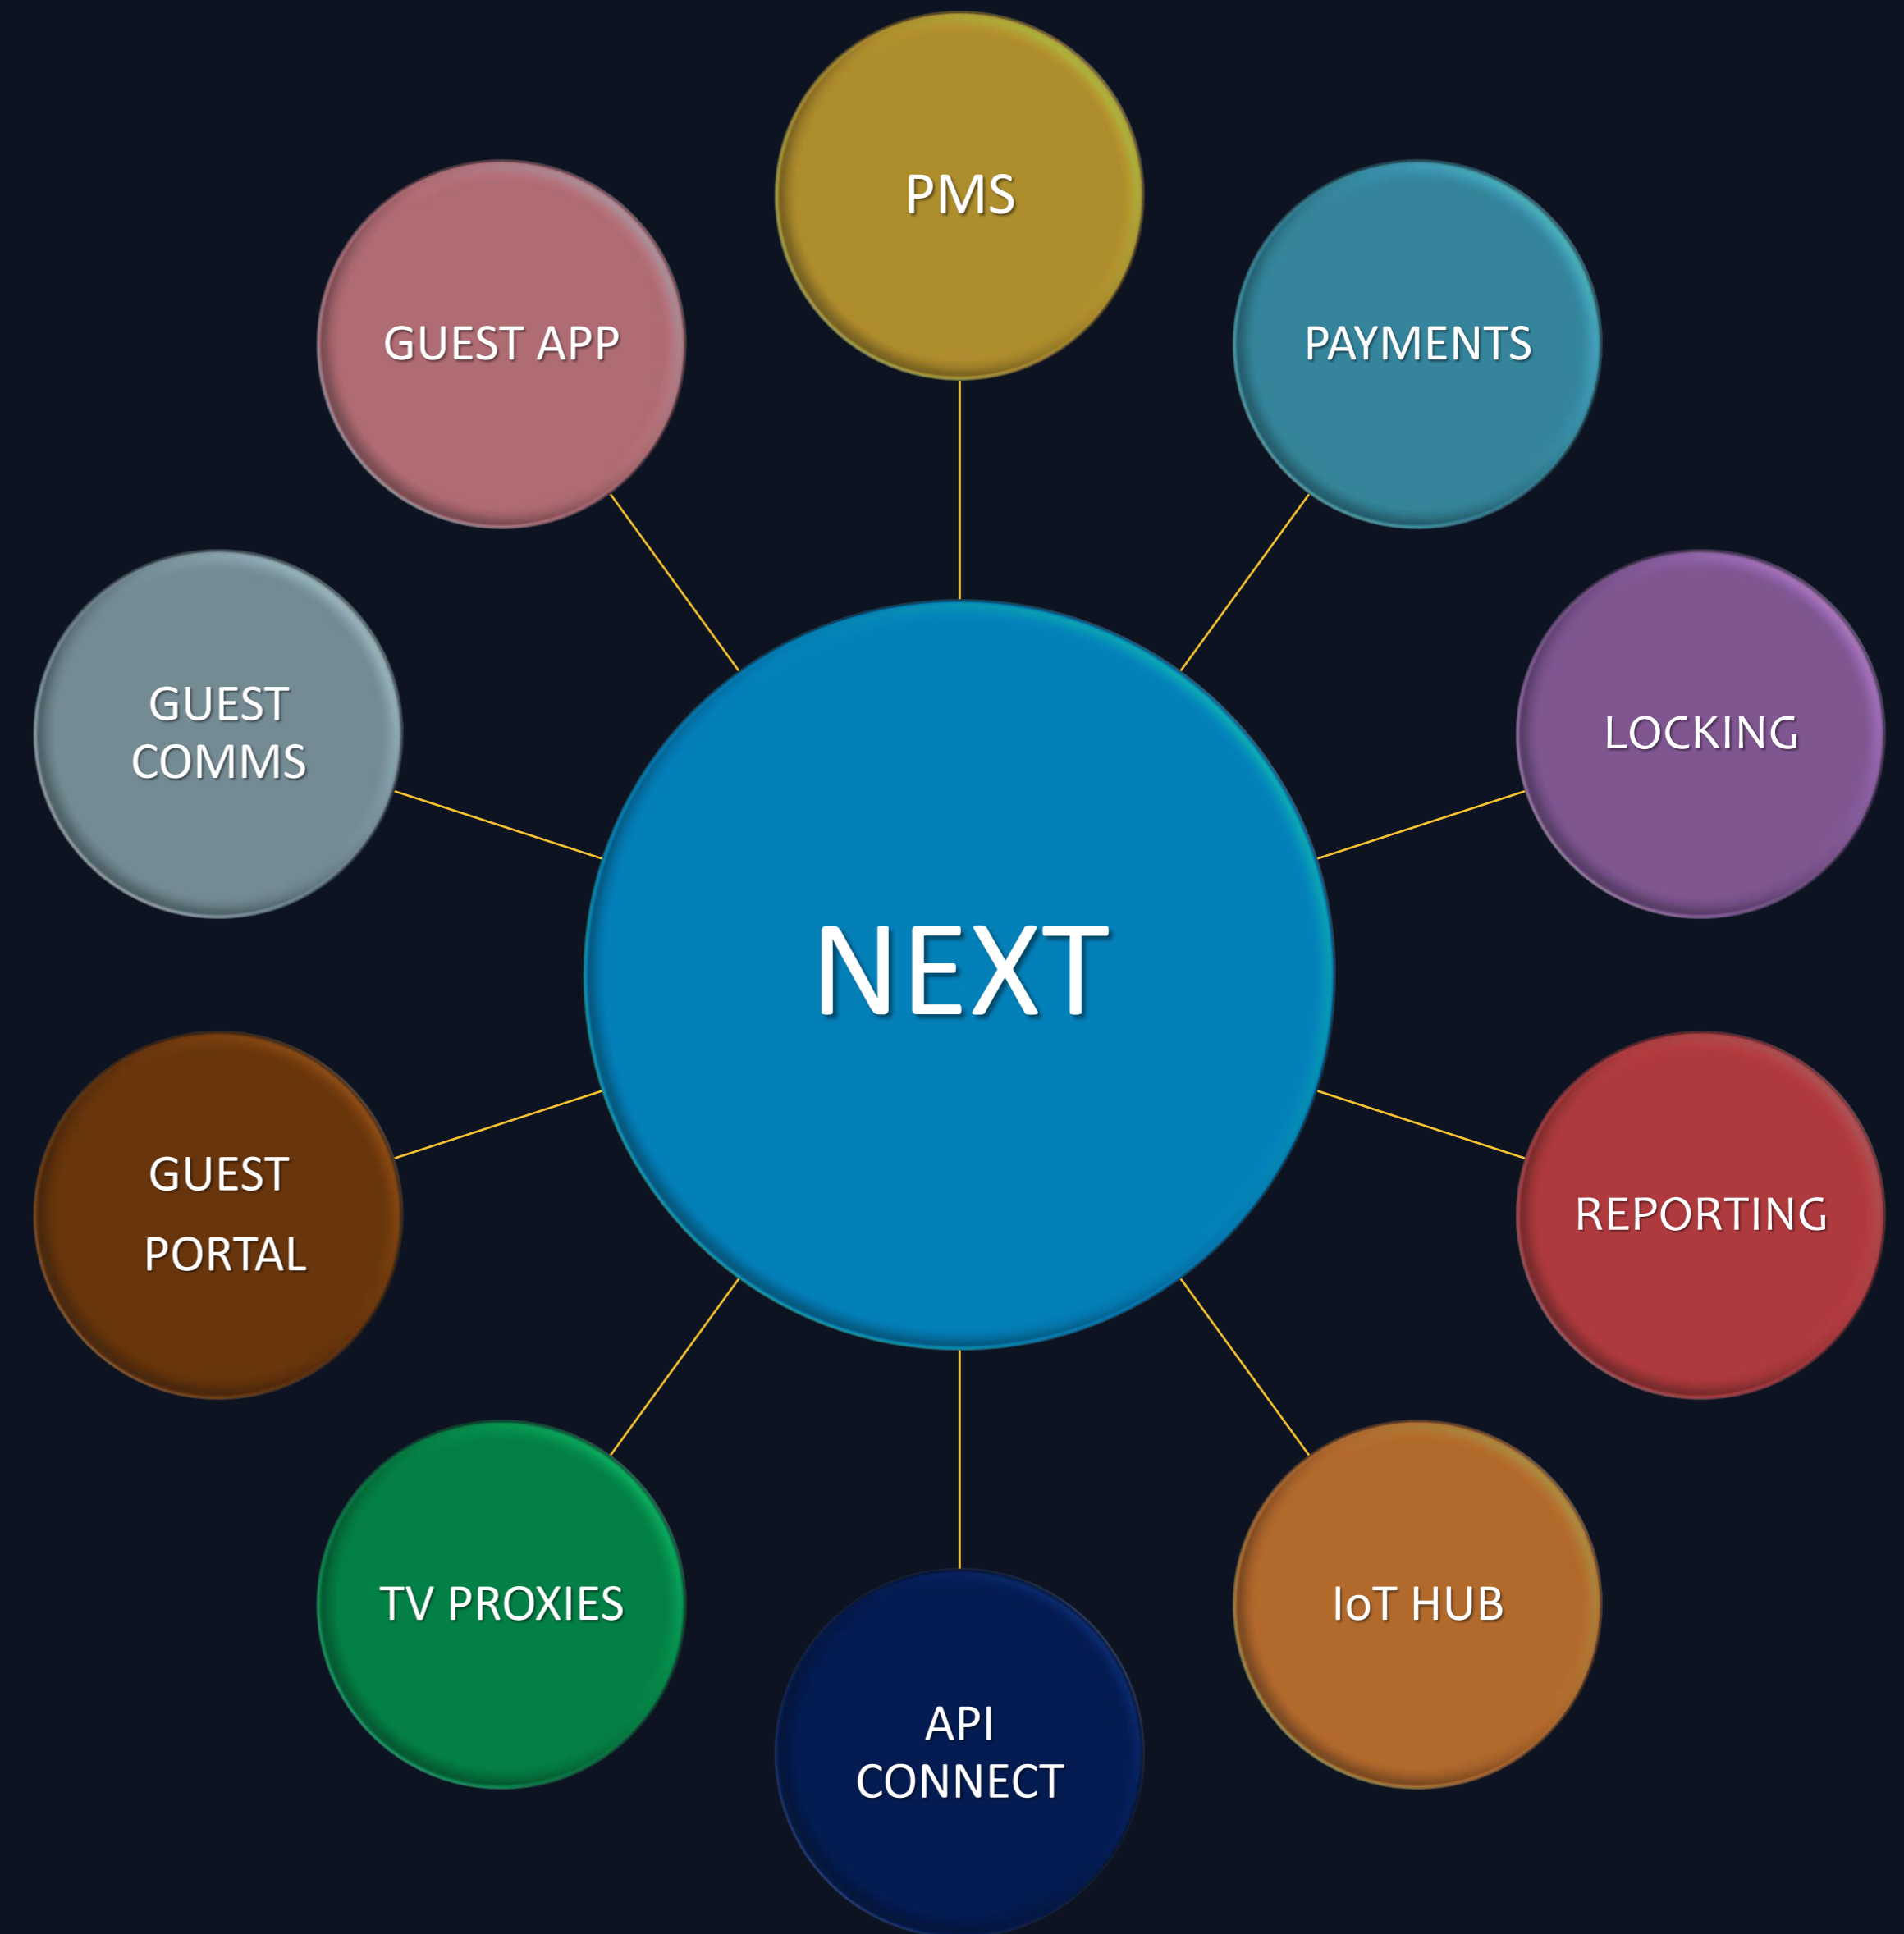 PMS
GUEST APP
PAYMENTS
GUEST
COMMS
LOCKING
NEXT
GUEST
PORTAL
REPORTING
TV PROXIES
IoT HUB
API
CONNECT